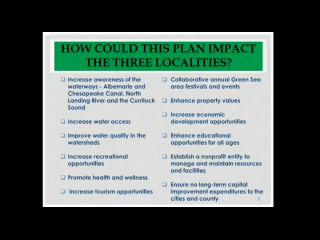 HOW COULD THIS PLAN IMPACT
THE THREE LOCALITIES?
❑ Increase awareness of the
waterways - Albemarle and
Chesapeake Canal, North
Landing River and the Currituck
Sound
❑ Increase water access
❑ Improve water quality in the
watersheds
❑ Increase recreational
opportunities
❑ Promote health and wellness
❑ Increase tourism opportunities
❑ Collaborative annual Green Sea
area festivals and events
❑ Enhance property values
❑ Increase economic
development opportunities
❑ Enhance educational
opportunities for all ages
❑ Establish a nonprofit entity to
manage and maintain resources
and facilities
❑ Ensure no long-term capital
improvement expenditures to the
cities and county